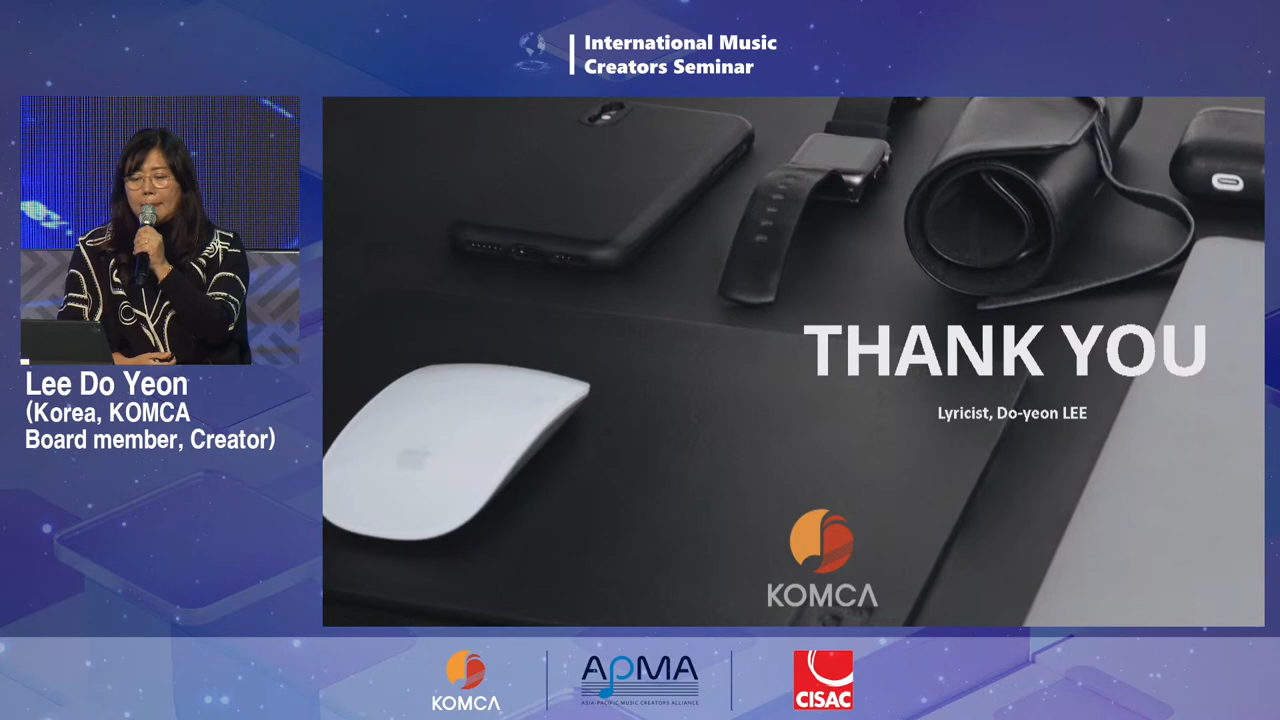 International Music
Creators Seminar
Lee Do Yeon
(Korea, KOMCA
Board member, Creator)
THANK YOU
Lyricist, Do-yeon LEE
KOMCA
KOMCA
APMA
ASIA-PACIFIC MUSIC CREATORS ALLIANCE
CISAC